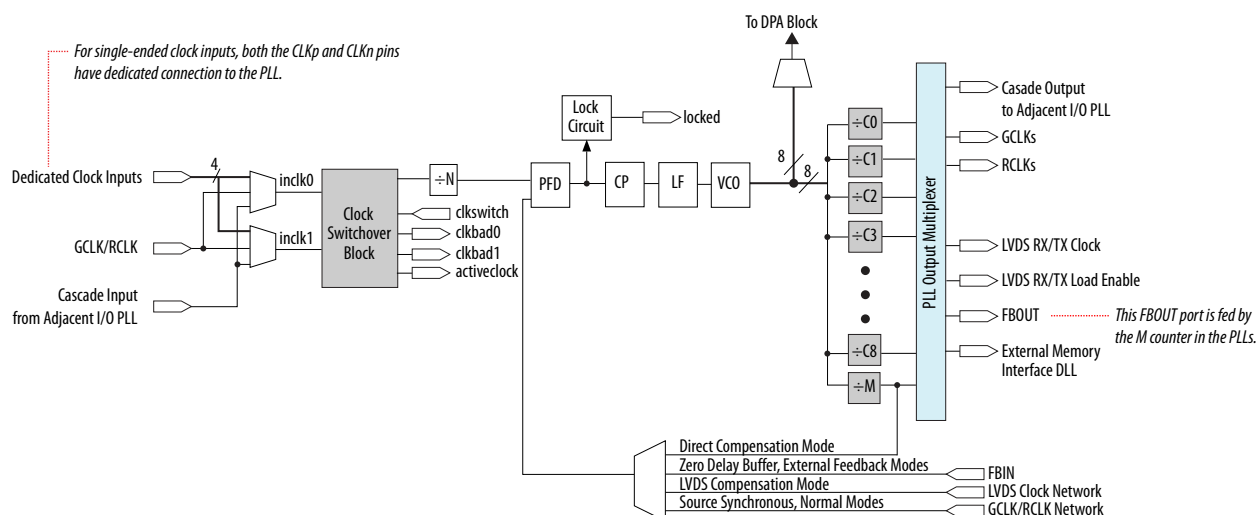 To DPA Block
For single-ended clock inputs, both the CLKp and CLKn pins
have dedicated connection to the PLL.
Lock
Circuit
locked
4
Dedicated Clock Inputs
inclk0
GCLK/RCLK
inclk1
Cascade Input
from Adjacent I/O PLL
Clock
Switchover
Block
÷N
clkswitch
clkbad0
clkbad1
activeclock
PFD
CP
LF
VCO
8
8
÷C0
÷C1
÷C2
÷C3
÷C8
÷M
PLL Output Multiplexer
Casade Output
to Adjacent I/O PLL
GCLKs
RCLKs
LVDS RX/TX Clock
LVDS RX/TX Load Enable
FBOUT
This FBOUT port is fed by
the M counter in the PLLs.
External Memory
Interface DLL
Direct Compensation Mode
Zero Delay Buffer, External Feedback Modes
FBIN
LVDS Compensation Mode
LVDS Clock Network
Source Synchronous, Normal Modes
GCLK/RCLK Network